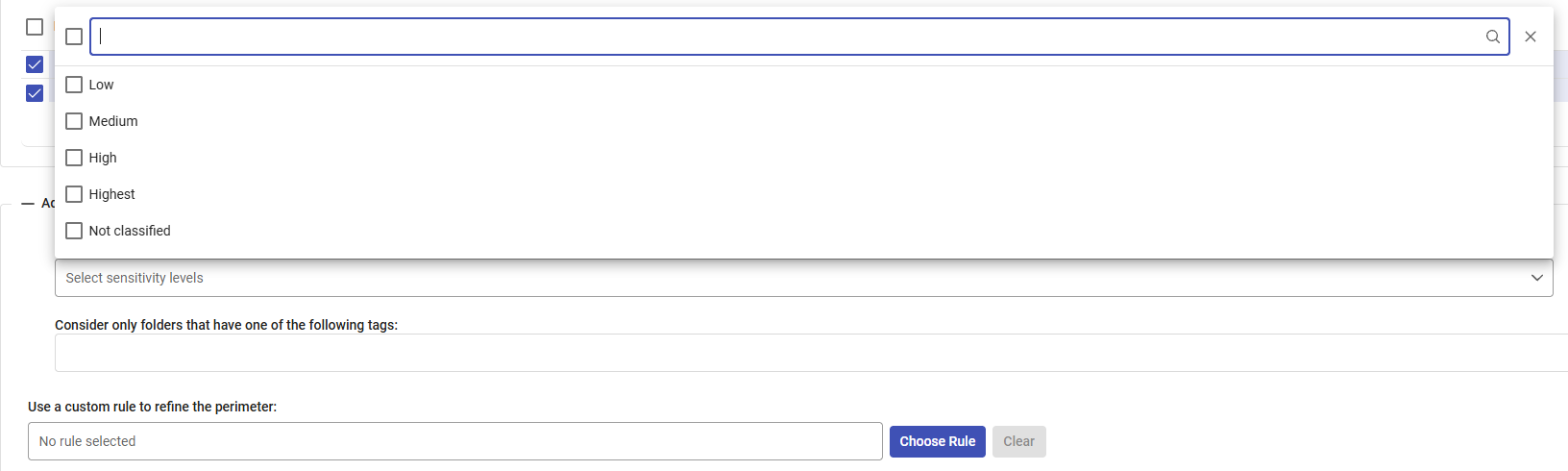 Low
Medium
High
Highest
Not classified
Select sensitivity levels
Consider only folders that have one of the following tags:
Use a custom rule to refine the perimeter:
No rule selected
Choose Rule
Clear